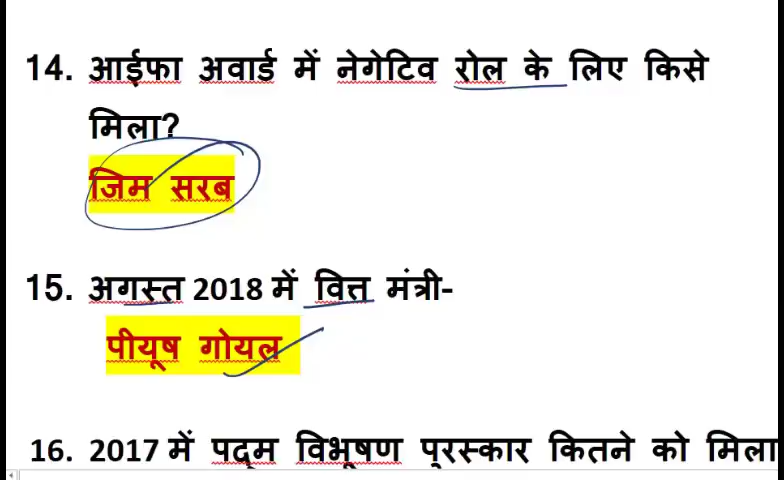 14. आईफा अवार्ड में नेगेटिव रोल के लिए किसे
मिला?
जिम सरब
15. अगस्त 2018 में वित्त मंत्री-
पीयूष गोयल
16. 2017 में पद्म विभूषण पुरस्कार कितने को मिला